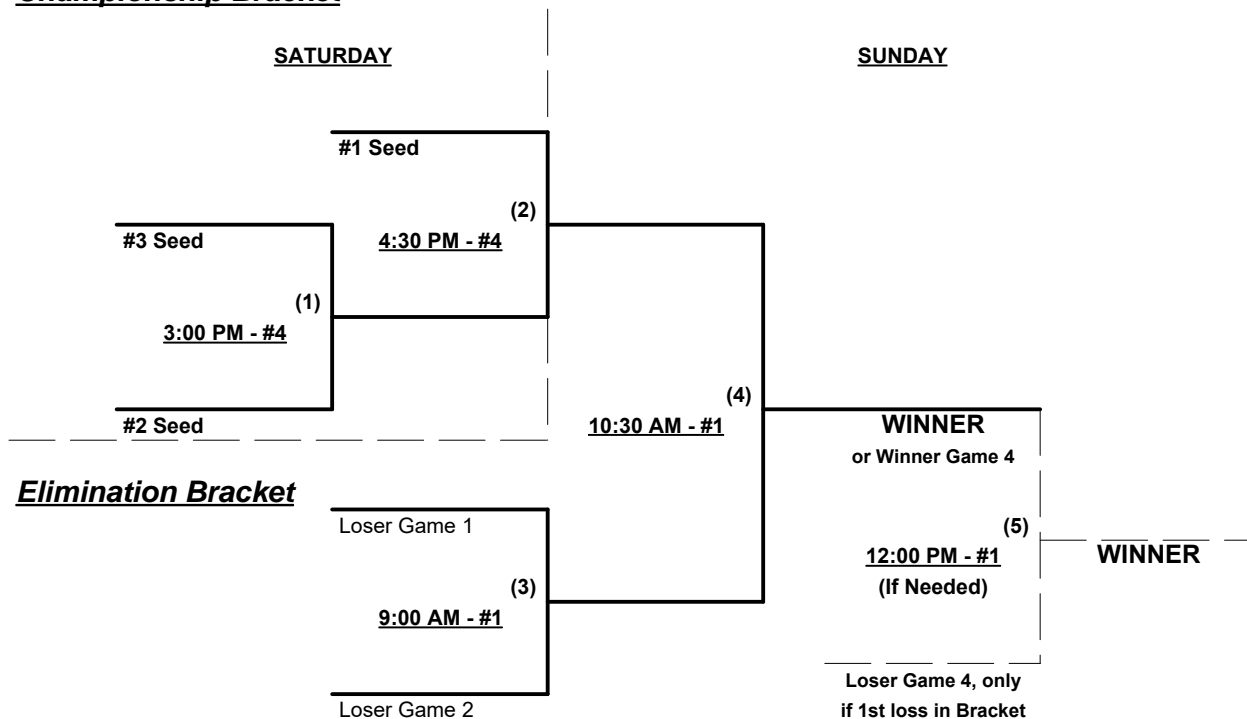 SATURDAY
SUNDAY
#1 Seed
(2)
4:30 PM - #4
#3 Seed
(1)
3:00 PM - #4
#2 Seed
(4)
10:30 AM - #1
WINNER
or Winner Game 4
Elimination Bracket
Loser Game 1
(3)
9:00 AM - #1
Loser Game 2
(5)
12:00 PM - #1
(If Needed)
WINNER
Loser Game 4, only
if 1st loss in Bracket